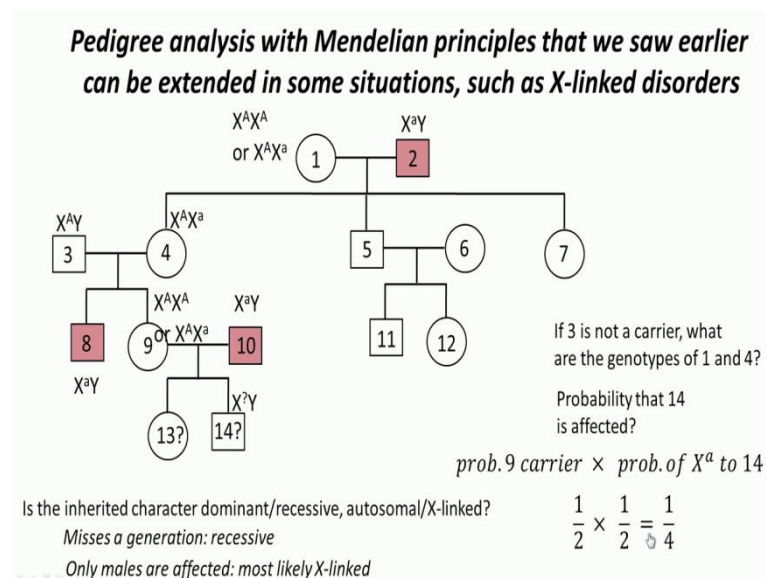 Pedigree analysis with Mendelian principles that we saw earlier
can be extended in some situations, such as X-linked disorders
XᴬXᴬ
or XᴬXᵃ
1
XᵃY
2
XᴬY
3
XᴬXᵃ
4
5
6
7
XᴬXᴬ
or XᴬXᵃ
XᵃY
8
9
10
11
12
XᵃY
X?Y
13?
14?
If 3 is not a carrier, what
are the genotypes of 1 and 4?
Probability that 14
is affected?
prob. 9 carrier × prob. of Xᵃ to 14
1/2 × 1/2 = 1/4
Is the inherited character dominant/recessive, autosomal/X-linked?
Misses a generation: recessive
Only males are affected: most likely X-linked